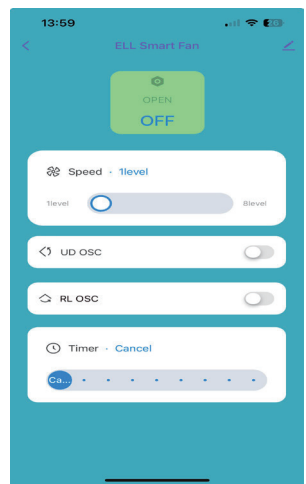 13:59
ELL Smart Fan
OPEN
OFF
Speed · 1level
1level 8level
UD OSC
RL OSC
Timer · Cancel
Ca...